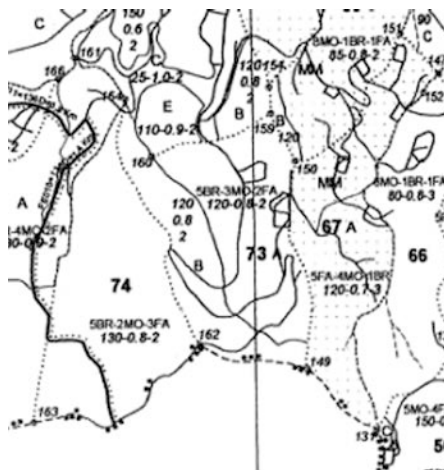 150
0.6
2
C
C
161
C
166
25-1.0-2
164
E
110-0.9-2
120
0.8
2
B
154
159
B
120
MM
8MO-1BR-1FA
85-0.8-2
151
90
C
152
160
150
5BR-3MO-2FA
120-0.8-2
120
0.8
2
MM
8MO-1BR-1FA
80-0.8-3
A
67 A
66
B
73 A
74
5FA-4MO-1BR
120-0.7-3
5BR-2MO-3FA
130-0.8-2
162
149
163
131
C